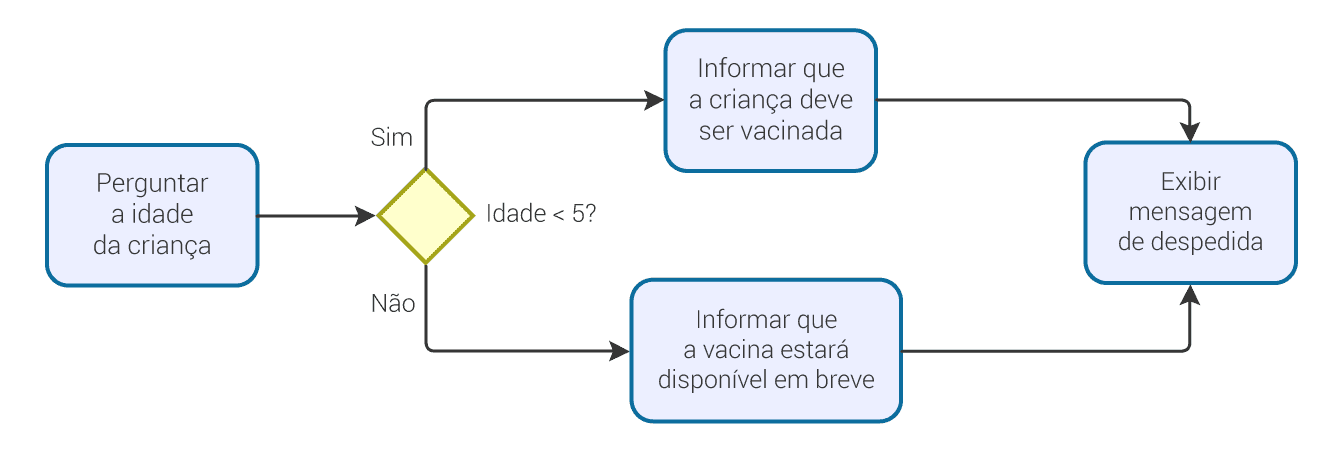 Perguntar
a idade
da criança
Sim
Idade < 5?
Não
Informar que
a criança deve
ser vacinada
Informar que
a vacina estará
disponível em breve
Exibir
mensagem
de despedida